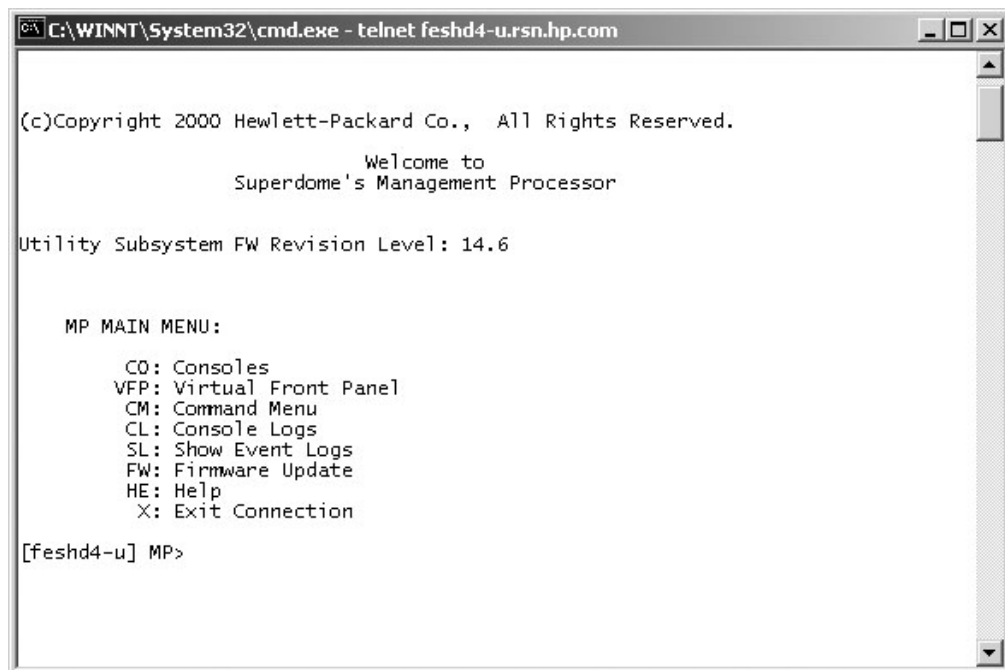 C:\WINNT\System32\cmd.exe - telnet feshd4-u.rsn.hp.com
(c)Copyright 2000 Hewlett-Packard Co., All Rights Reserved.
Welcome to
Superdome's Management Processor
Utility Subsystem FW Revision Level: 14.6
MP MAIN MENU:
CO: Consoles
VFP: Virtual Front Panel
CM: Command Menu
CL: Console Logs
SL: Show Event Logs
FW: Firmware Update
HE: Help
X: Exit Connection
[feshd4-u] MP>